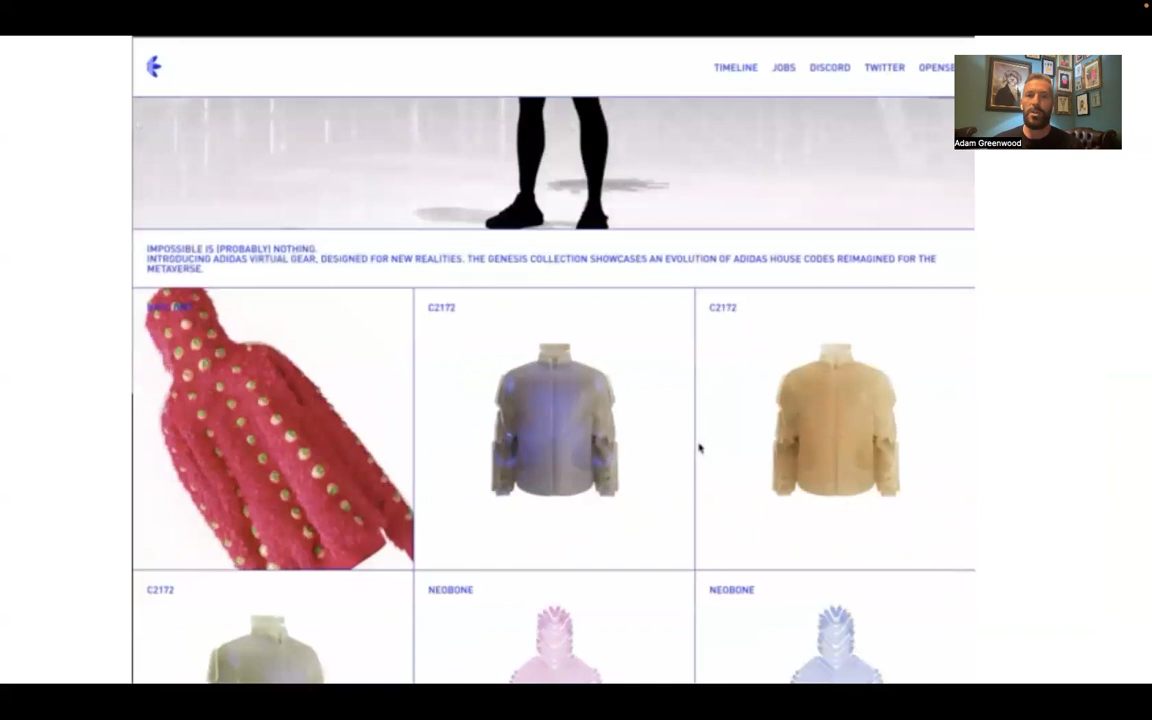 TIMELINE JOBS DISCORD TWITTER OPENSE
Adam Greenwood
IMPOSSIBLE IS (PROBABLY) NOTHING.
INTRODUCING ADIDAS VIRTUAL GEAR, DESIGNED FOR NEW REALITIES. THE GENESIS COLLECTION SHOWCASES AN EVOLUTION OF ADIDAS HOUSE CODES REIMAGINED FOR THE
METAVERSE.
C2172 C2172
C2172 NEOBONE NEOBONE